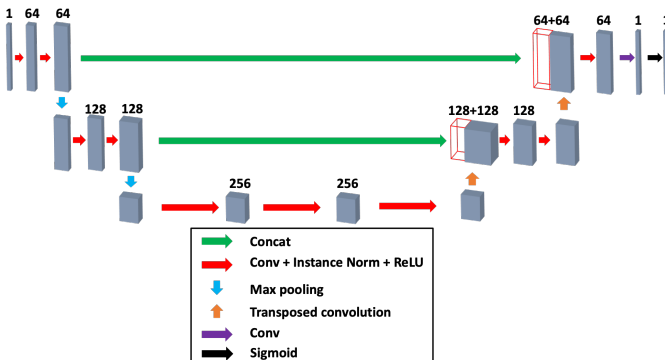 1 64 64
64+64 64 1 1
128 128
128+128 128
256 256
Concat
Conv + Instance Norm + ReLU
Max pooling
Transposed convolution
Conv
Sigmoid